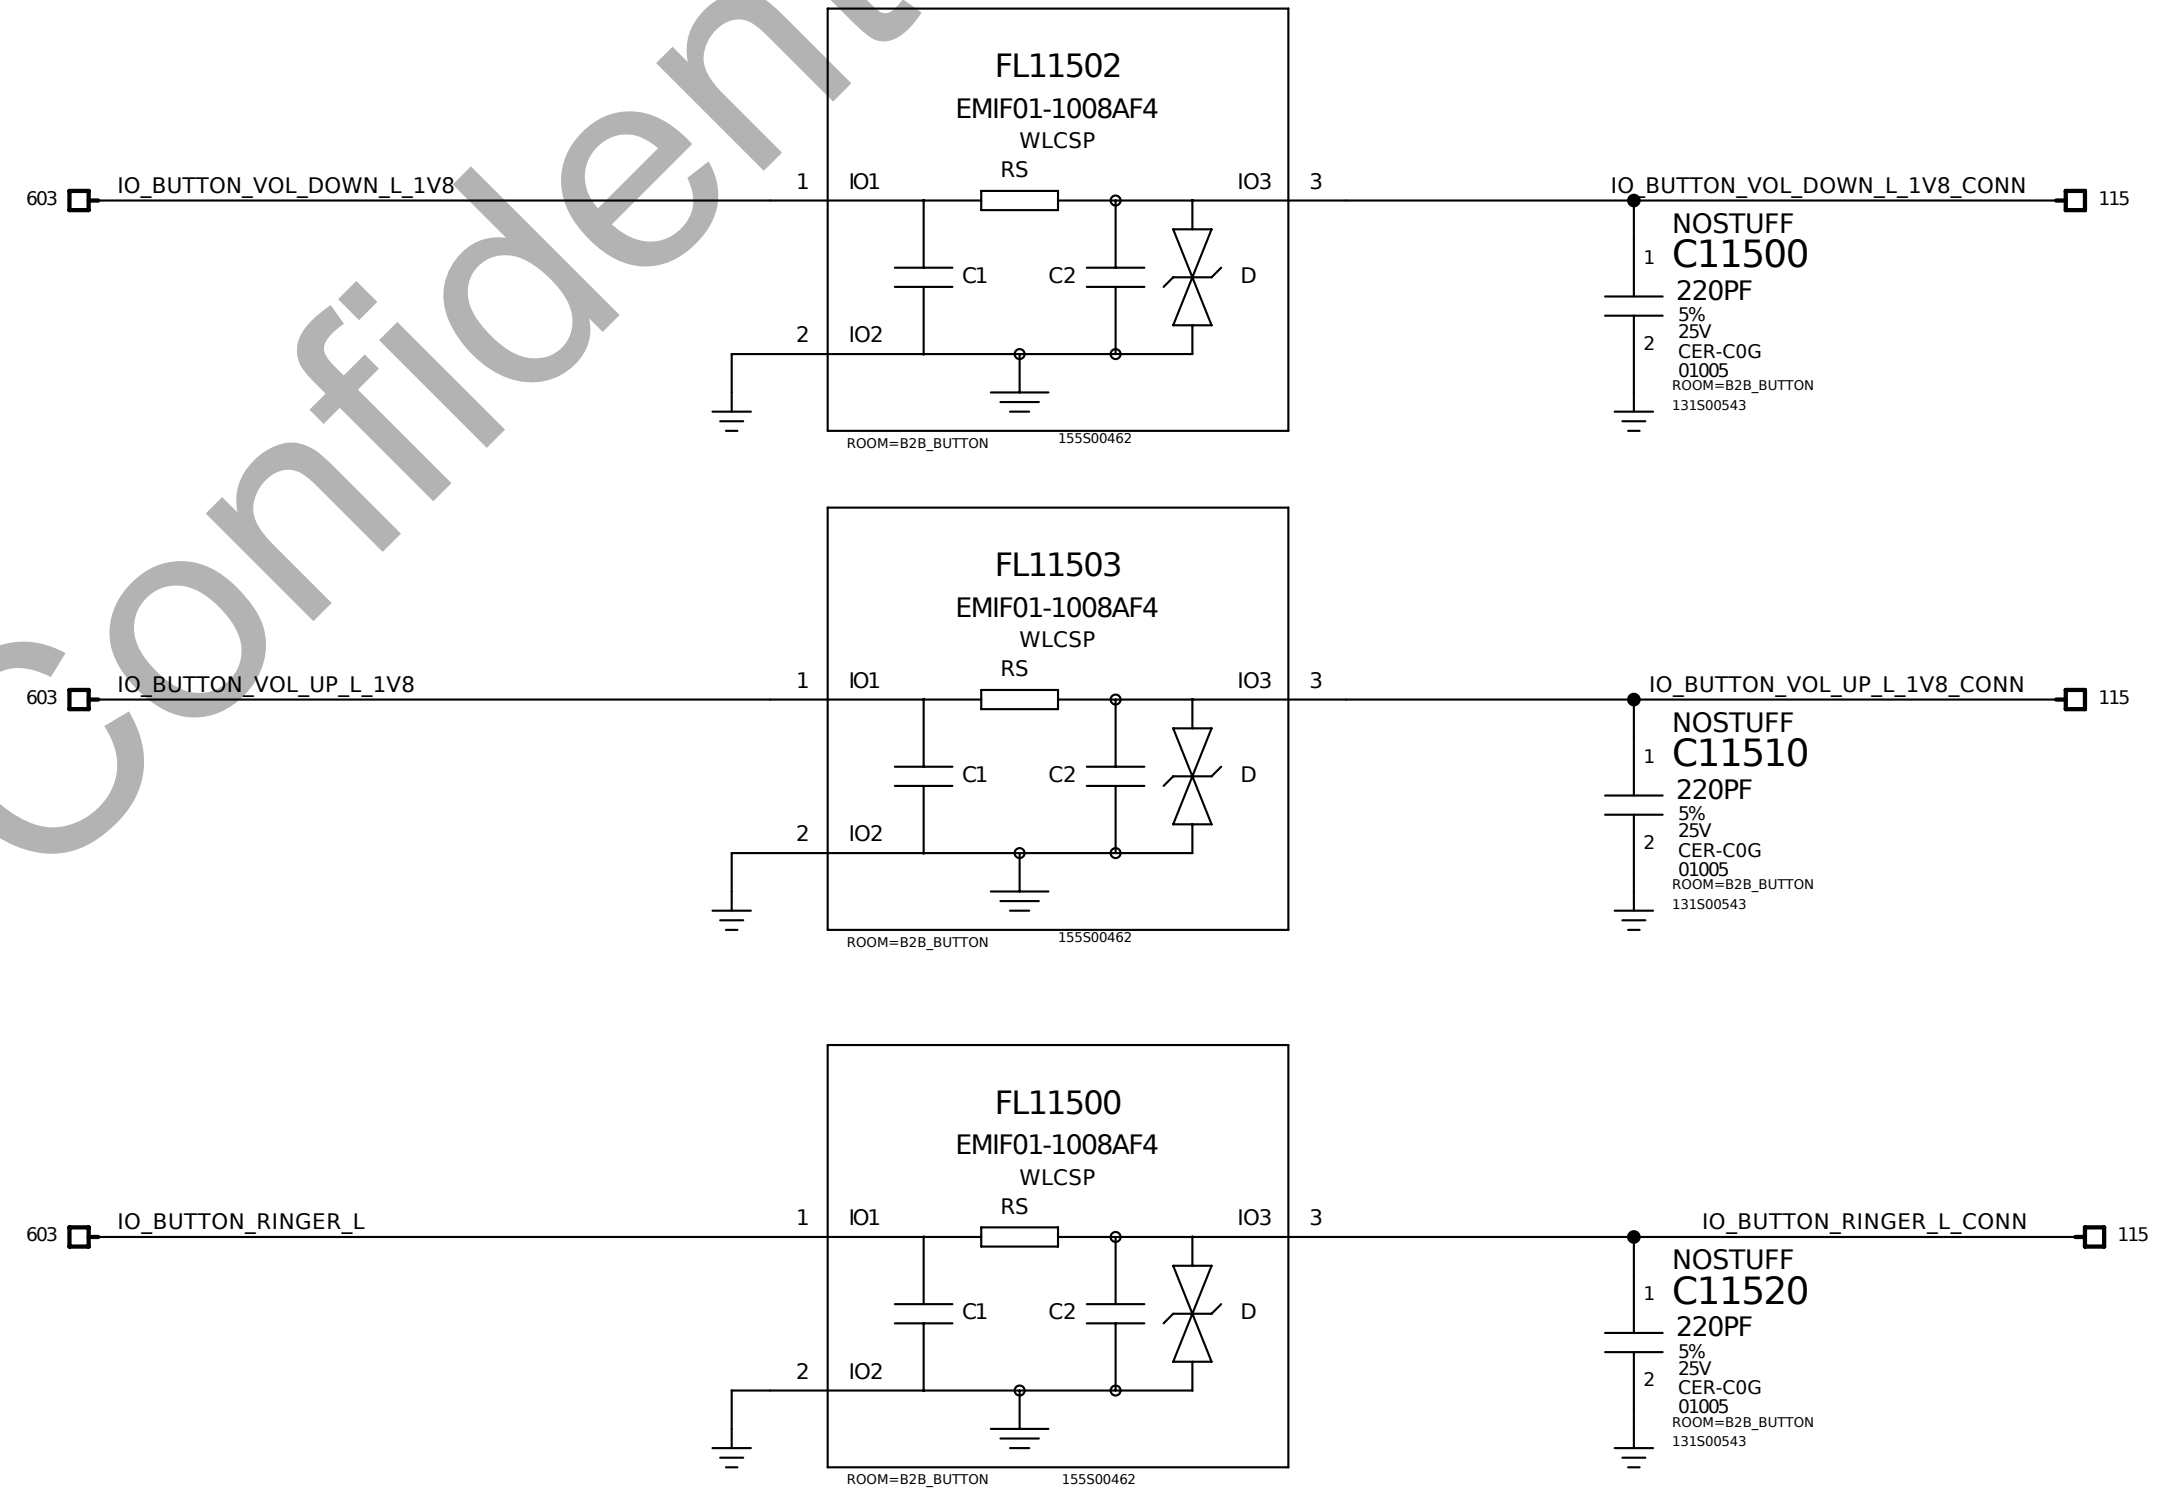 Confident
FL11502
EMIF01-1008AF4
WLCSP
RS
603
IO_BUTTON_VOL_DOWN_L_1V8
1
IO1
IO3
3
IO_BUTTON_VOL_DOWN_L_1V8_CONN
115
C1
C2
D
2
IO2
NOSTUFF
1
C11500
220PF
5%
25V
2
CER-C0G
01005
ROOM=B2B_BUTTON
131S00543
ROOM=B2B_BUTTON
155S00462
FL11503
EMIF01-1008AF4
WLCSP
RS
603
IO_BUTTON_VOL_UP_L_1V8
1
IO1
IO3
3
IO_BUTTON_VOL_UP_L_1V8_CONN
115
C1
C2
D
2
IO2
NOSTUFF
1
C11510
220PF
5%
25V
2
CER-C0G
01005
ROOM=B2B_BUTTON
131S00543
ROOM=B2B_BUTTON
155S00462
FL11500
EMIF01-1008AF4
WLCSP
RS
603
IO_BUTTON_RINGER_L
1
IO1
IO3
3
IO_BUTTON_RINGER_L_CONN
115
C1
C2
D
2
IO2
NOSTUFF
1
C11520
220PF
5%
25V
2
CER-C0G
01005
ROOM=B2B_BUTTON
131S00543
ROOM=B2B_BUTTON
155S00462